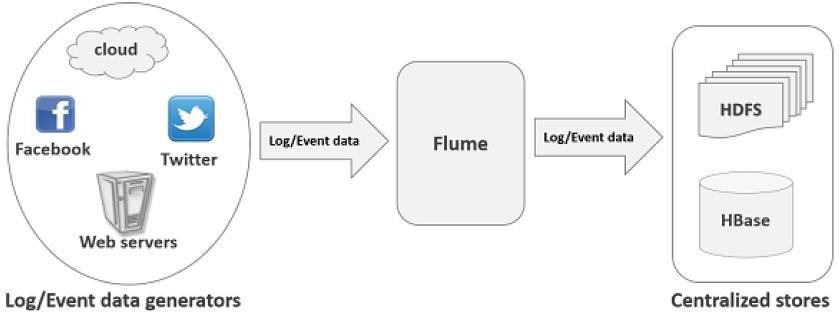 cloud
f
Facebook
Twitter
Web servers
Log/Event data generators
Log/Event data
Flume
Log/Event data
HDFS
HBase
Centralized stores